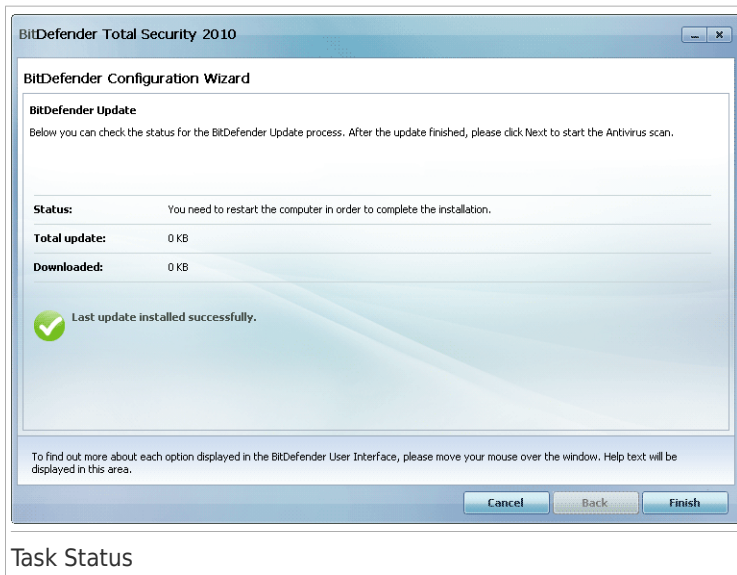 BitDefender Total Security 2010
BitDefender Configuration Wizard
BitDefender Update
Below you can check the status for the BitDefender Update process. After the update finished, please click Next to start the Antivirus scan.
Status: You need to restart the computer in order to complete the installation.
Total update: 0 KB
Downloaded: 0 KB
Last update installed successfully.
To find out more about each option displayed in the BitDefender User Interface, please move your mouse over the window. Help text will be
displayed in this area.
Cancel Back Finish
Task Status